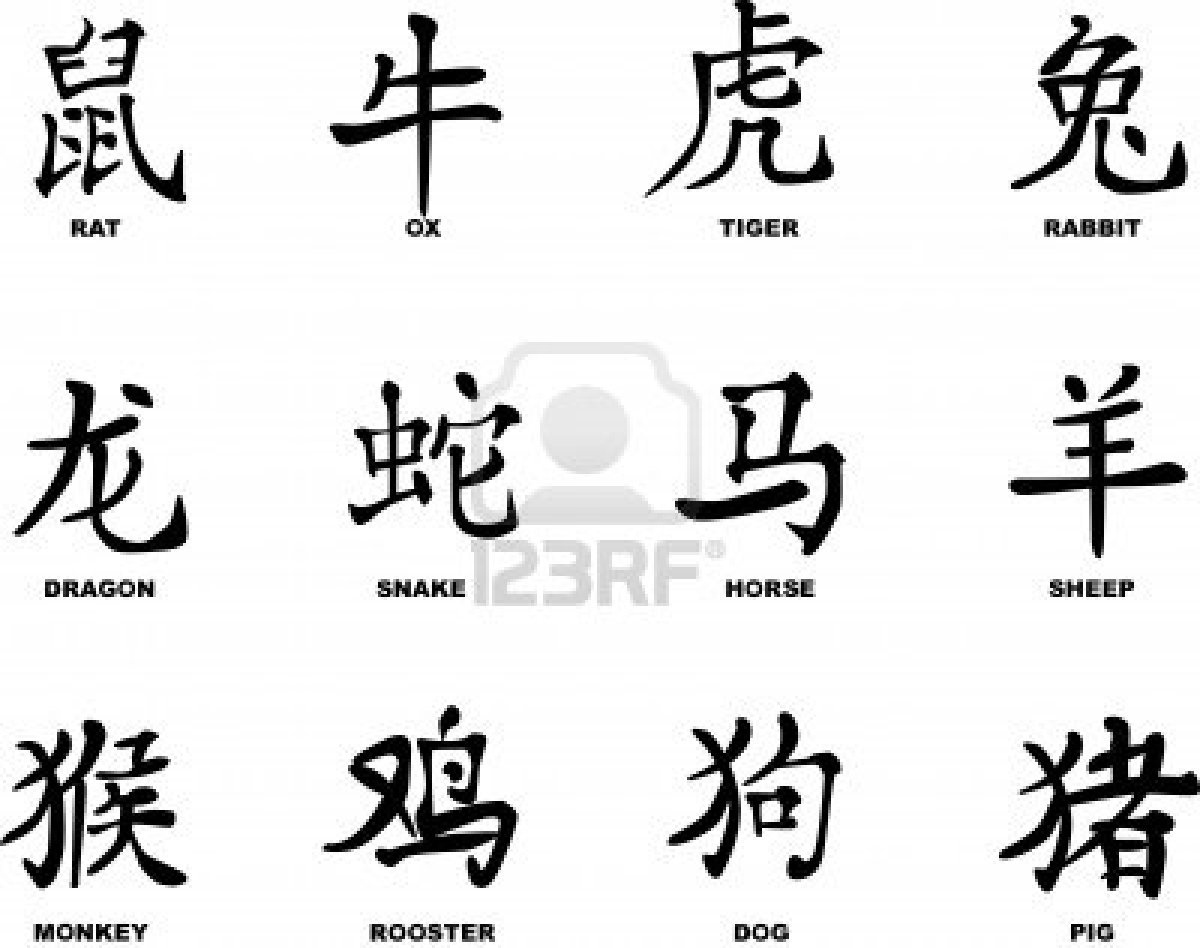 鼠 牛 虎 兔
RAT OX TIGER RABBIT
龙 蛇 马 羊
DRAGON SNAKE HORSE SHEEP
123RF®
猴 鸡 狗 猪
MONKEY ROOSTER DOG PIG